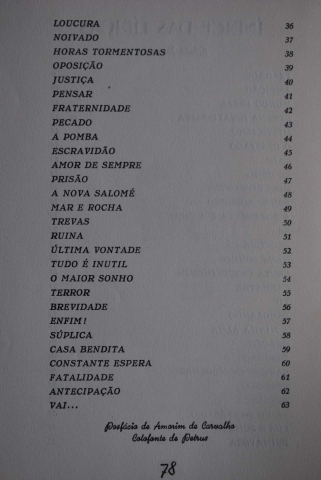 LOUCURA 36
NOIVADO 37
HORAS TORMENTOSAS 38
OPOSIÇÃO 39
JUSTIÇA 40
PENSAR 41
FRATERNIDADE 42
PECADO 43
A POMBA 44
ESCRAVIDÃO 45
AMOR DE SEMPRE 46
PRISÃO 47
A NOVA SALOMÉ 48
MAR E ROCHA 49
TREVAS 50
RUINA 51
ÚLTIMA VONTADE 52
TUDO É INUTIL 53
O MAIOR SONHO 54
TERROR 55
BREVIDADE 56
ENFIM! 57
SÚPLICA 58
CASA BENDITA 59
CONSTANTE ESPERA 60
FATALIDADE 61
ANTECIPAÇÃO 62
VAI... 63
Posfácio de Amorim de Carvalho
Colofonte de Petrus
78